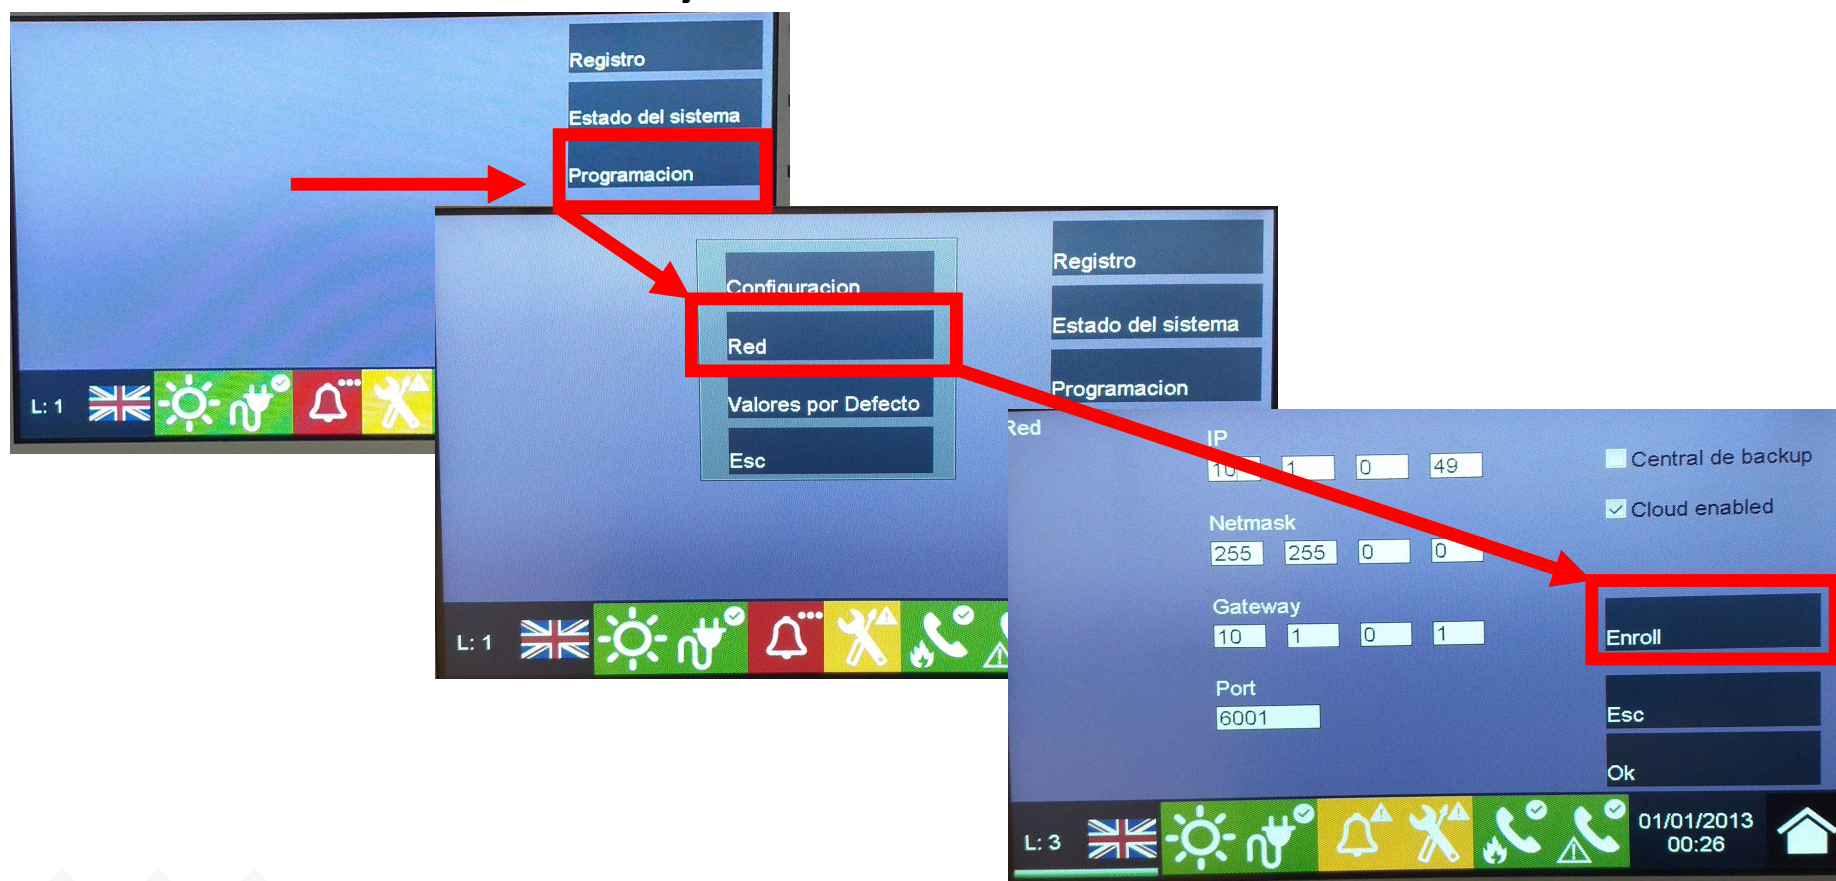 Registro
Estado del sistema
Programacion
L: 1
Configuracion
Red
Valores por Defecto
Esc
Registro
Estado del sistema
Programacion
L: 1
Red
IP
10 1 0 49
Netmask
255 255 0 0
Gateway
10 1 0 1
Port
6001
Central de backup
Cloud enabled
Enroll
Esc
Ok
L: 3
01/01/2013
00:26